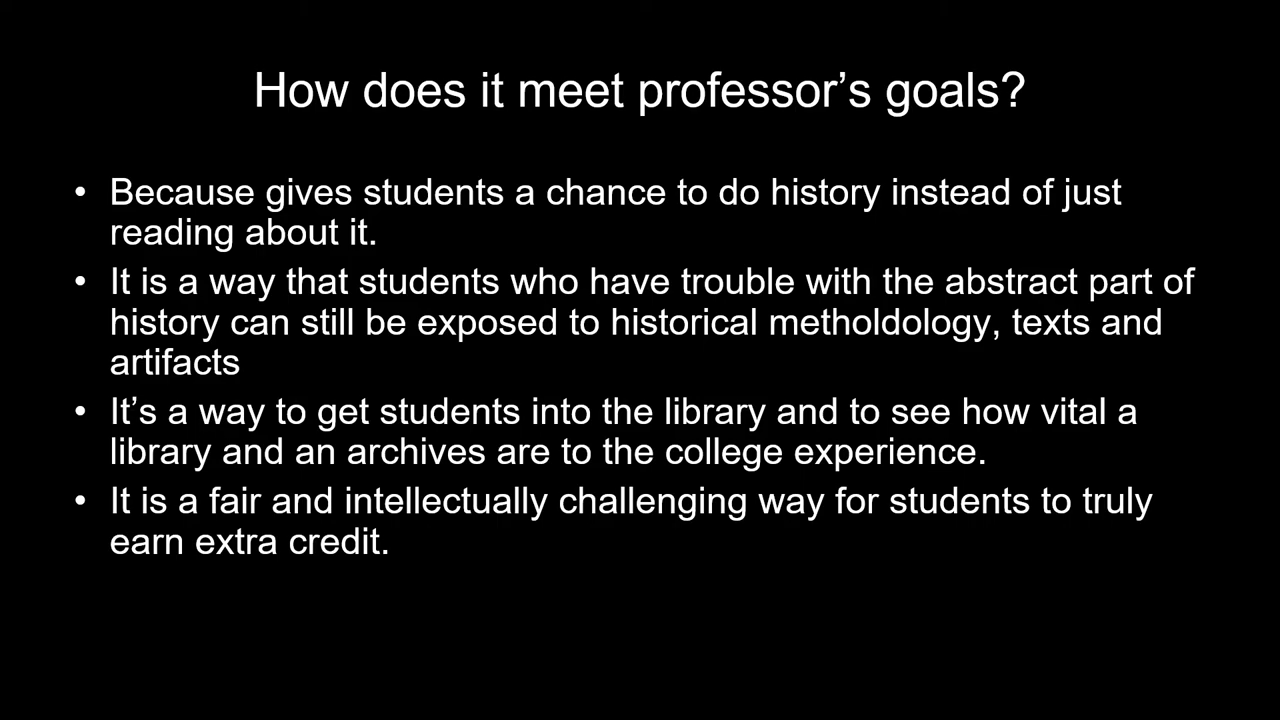 How does it meet professor’s goals?
• Because gives students a chance to do history instead of just
reading about it.
• It is a way that students who have trouble with the abstract part of
history can still be exposed to historical metholdology, texts and
artifacts
• It’s a way to get students into the library and to see how vital a
library and an archives are to the college experience.
• It is a fair and intellectually challenging way for students to truly
earn extra credit.